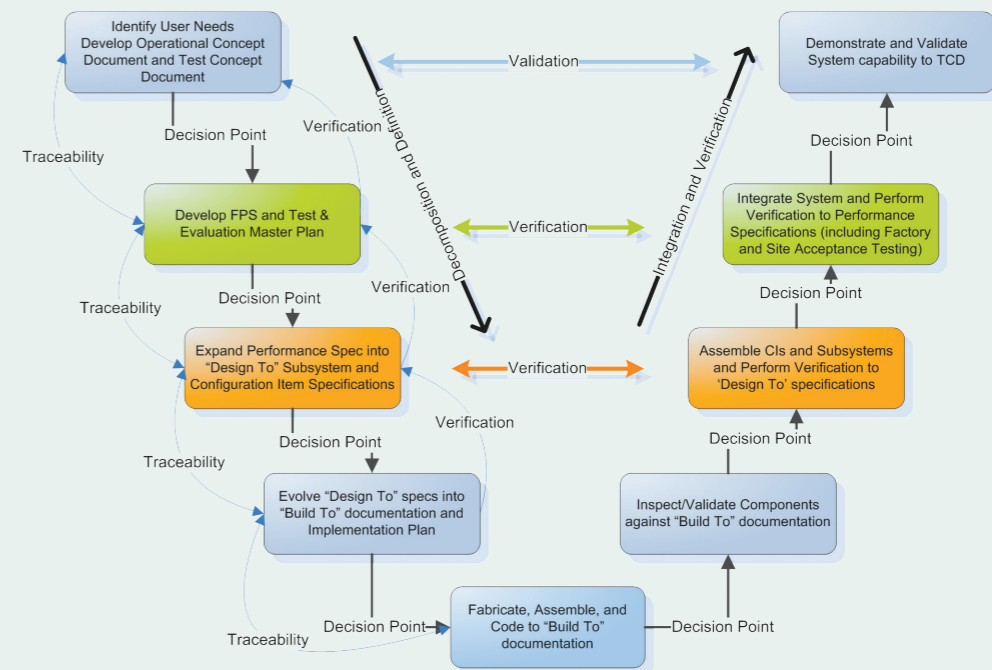 Identify User Needs
Develop Operational Concept
Document and Test Concept
Document
Decision Point
Traceability
Verification
Develop FPS and Test &
Evaluation Master Plan
Decision Point
Traceability
Verification
Expand Performance Spec into
“Design To” Subsystem and
Configuration Item Specifications
Decision Point
Traceability
Verification
Evolve “Design To” specs into
“Build To” documentation and
Implementation Plan
Decision Point
Traceability
Fabricate, Assemble, and
Code to “Build To”
documentation
Decision Point
Inspect/Validate Components
against “Build To” documentation
Decision Point
Assemble CIs and Subsystems
and Perform Verification to
‘Design To’ specifications
Decision Point
Integrate System and Perform
Verification to Performance
Specifications (including Factory
and Site Acceptance Testing)
Decision Point
Demonstrate and Validate
System capability to TCD
Decomposition and Definition
Integration and Verification
Validation
Verification
Verification